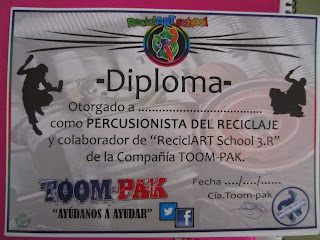 ReciclART school
-Diploma-
Otorgado a .....................................
como PERCUSIONISTA DEL RECICLAJE
y colaborador de "ReciclART School 3.R"
de la Compañía TOOM-PAK.
TOOM-PAK
"AYÚDANOS A AYUDAR"
Fecha ..../..../......
Cía.Toom-pak